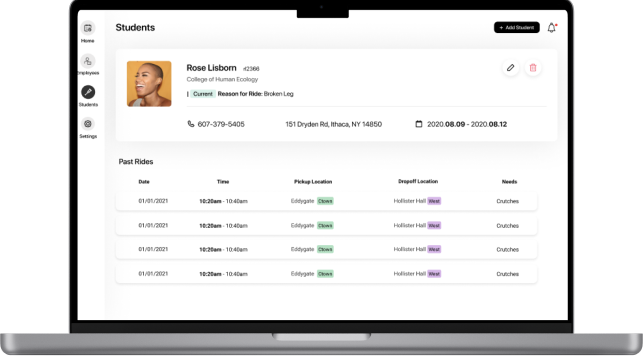 Students
+ Add Student
Home
Employees
Students
Settings
Rose Lisborn #2366
College of Human Ecology
Current Reason for Ride: Broken Leg
607-379-5405 151 Dryden Rd, Ithaca, NY 14850 2020.08.09 - 2020.08.12
Past Rides
Date Time Pickup Location Dropoff Location Needs
01/01/2021 10:20am - 10:40am Eddygate Ctown Hollister Hall West Crutches
01/01/2021 10:20am - 10:40am Eddygate Ctown Hollister Hall West Crutches
01/01/2021 10:20am - 10:40am Eddygate Ctown Hollister Hall West Crutches
01/01/2021 10:20am - 10:40am Eddygate Ctown Hollister Hall West Crutches